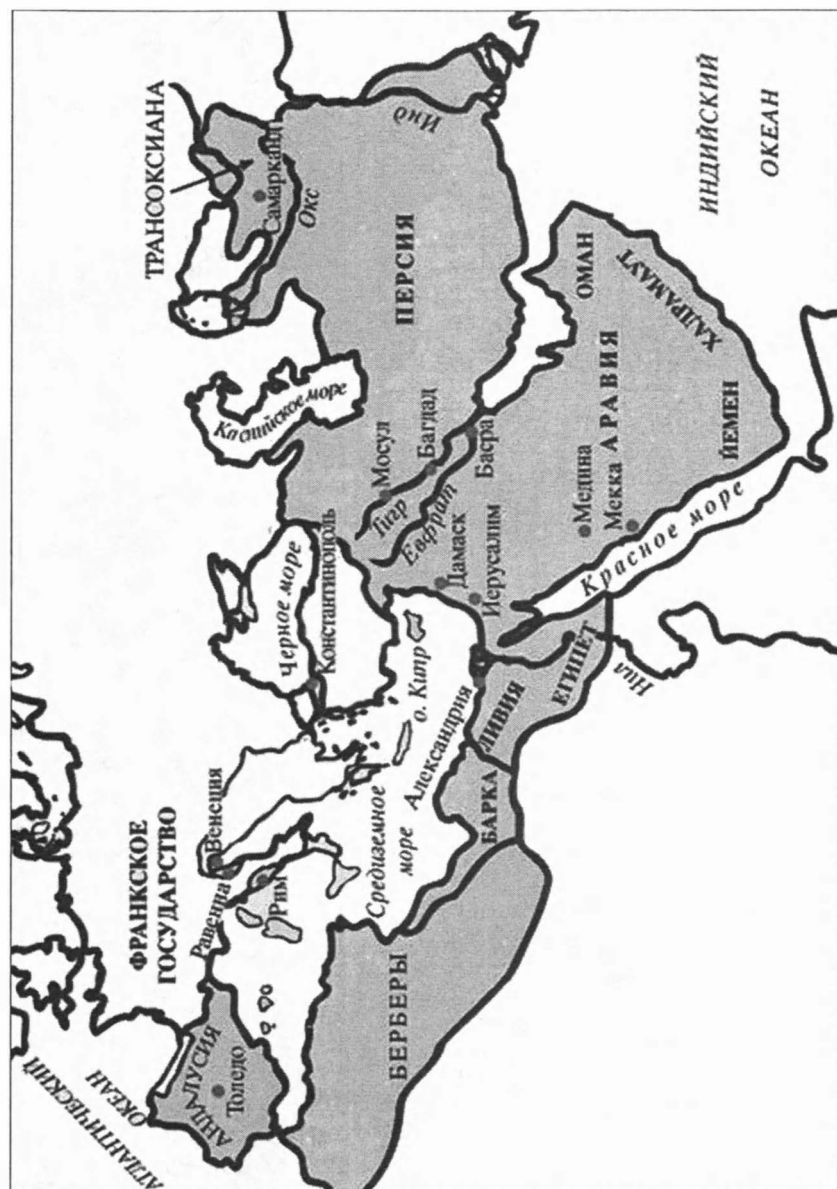 АТЛАНТИЧЕСКИЙ
ОКЕАН
ФРАНКСКОЕ
ГОСУДАРСТВО
АНДАЛУСИЯ
Толедо
Равенна
Венеция
Рим
Средиземное
море
Черное море
Константинополь
о. Кипр
Каспийское море
ТРАНСОКСИАНА
Самарканд
Окс
Инд
ПЕРСИЯ
Мосул
Тигр
Багдад
Евфрат
Басра
Дамаск
Иерусалим
Александрия
БЕРБЕРЫ
БАРКА
ЛИВИЯ
ЕГИПЕТ
Нил
Красное море
Медина
Мекка
АРАВИЯ
ЙЕМЕН
ОМАН
ХАДРАМАУТ
ИНДИЙСКИЙ
ОКЕАН